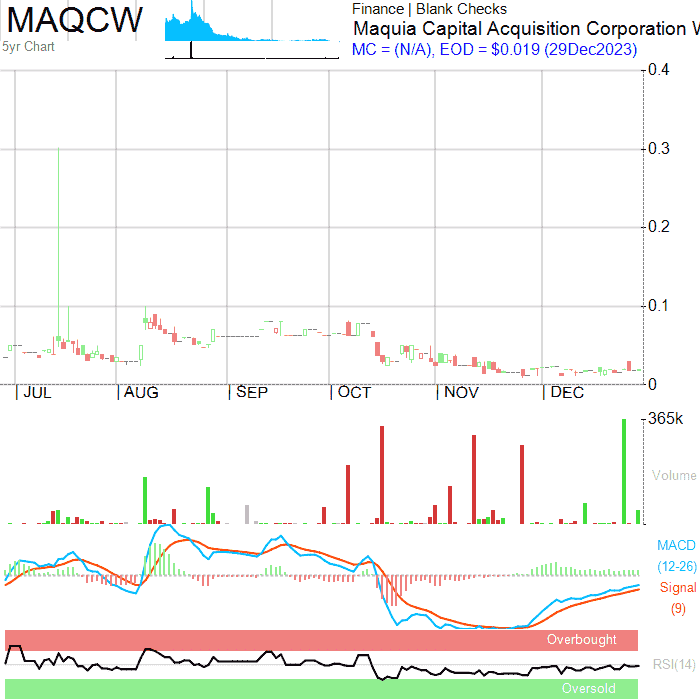 MAQCW
5yr Chart
Finance | Blank Checks
Maquia Capital Acquisition Corporation W
MC = (N/A), EOD = $0.019 (29Dec2023)
0.4
0.3
0.2
0.1
0
JUL AUG SEP OCT NOV DEC
365k
Volume
MACD
(12-26)
Signal
(9)
Overbought
RSI(14)
Oversold